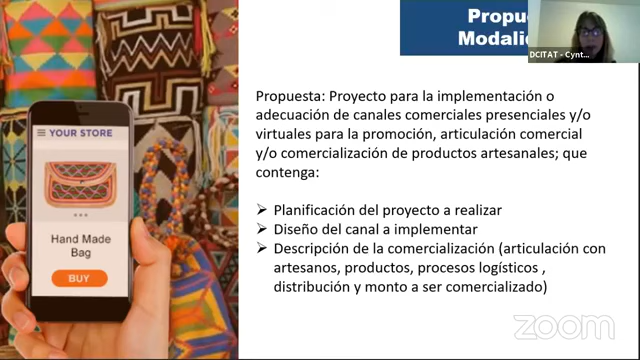 Modali
DCITAT - Cynt...
Propuesta: Proyecto para la implementación o
adecuación de canales comerciales presenciales y/o
virtuales para la promoción, articulación comercial
y/o comercialización de productos artesanales; que
contenga:
➢ Planificación del proyecto a realizar
➢ Diseño del canal a implementar
➢ Descripción de la comercialización (articulación con
artesanos, productos, procesos logísticos ,
distribución y monto a ser comercializado)
YOUR STORE
Hand Made
Bag
BUY
zoom